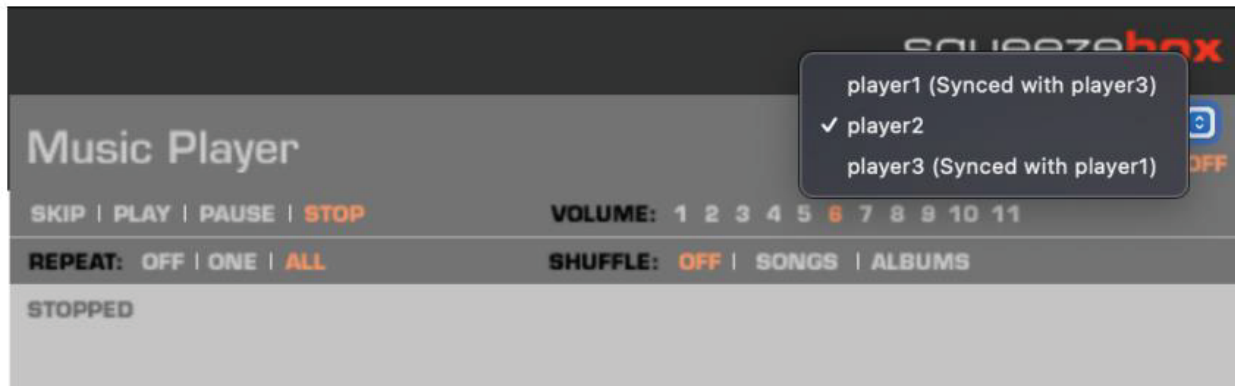 squeezebox
player1 (Synced with player3)
✓ player2
player3 (Synced with player1)
Music Player
OFF
SKIP | PLAY | PAUSE | STOP
VOLUME: 1 2 3 4 5 6 7 8 9 10 11
REPEAT: OFF | ONE | ALL
SHUFFLE: OFF | SONGS | ALBUMS
STOPPED